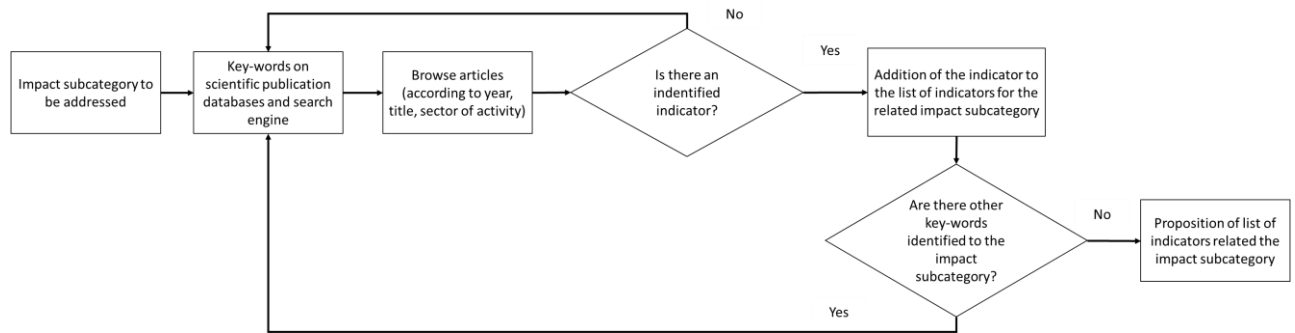 No
Impact subcategory to
be addressed
Key-words on
scientific publication
databases and search
engine
Browse articles
(according to year,
title, sector of activity)
Is there an
indentified
indicator?
Yes
Addition of the indicator to
the list of indicators for the
related impact subcategory
Are there other
key-words
identified to the
impact
subcategory?
No
Proposition of list of
indicators related the
impact subcategory
Yes